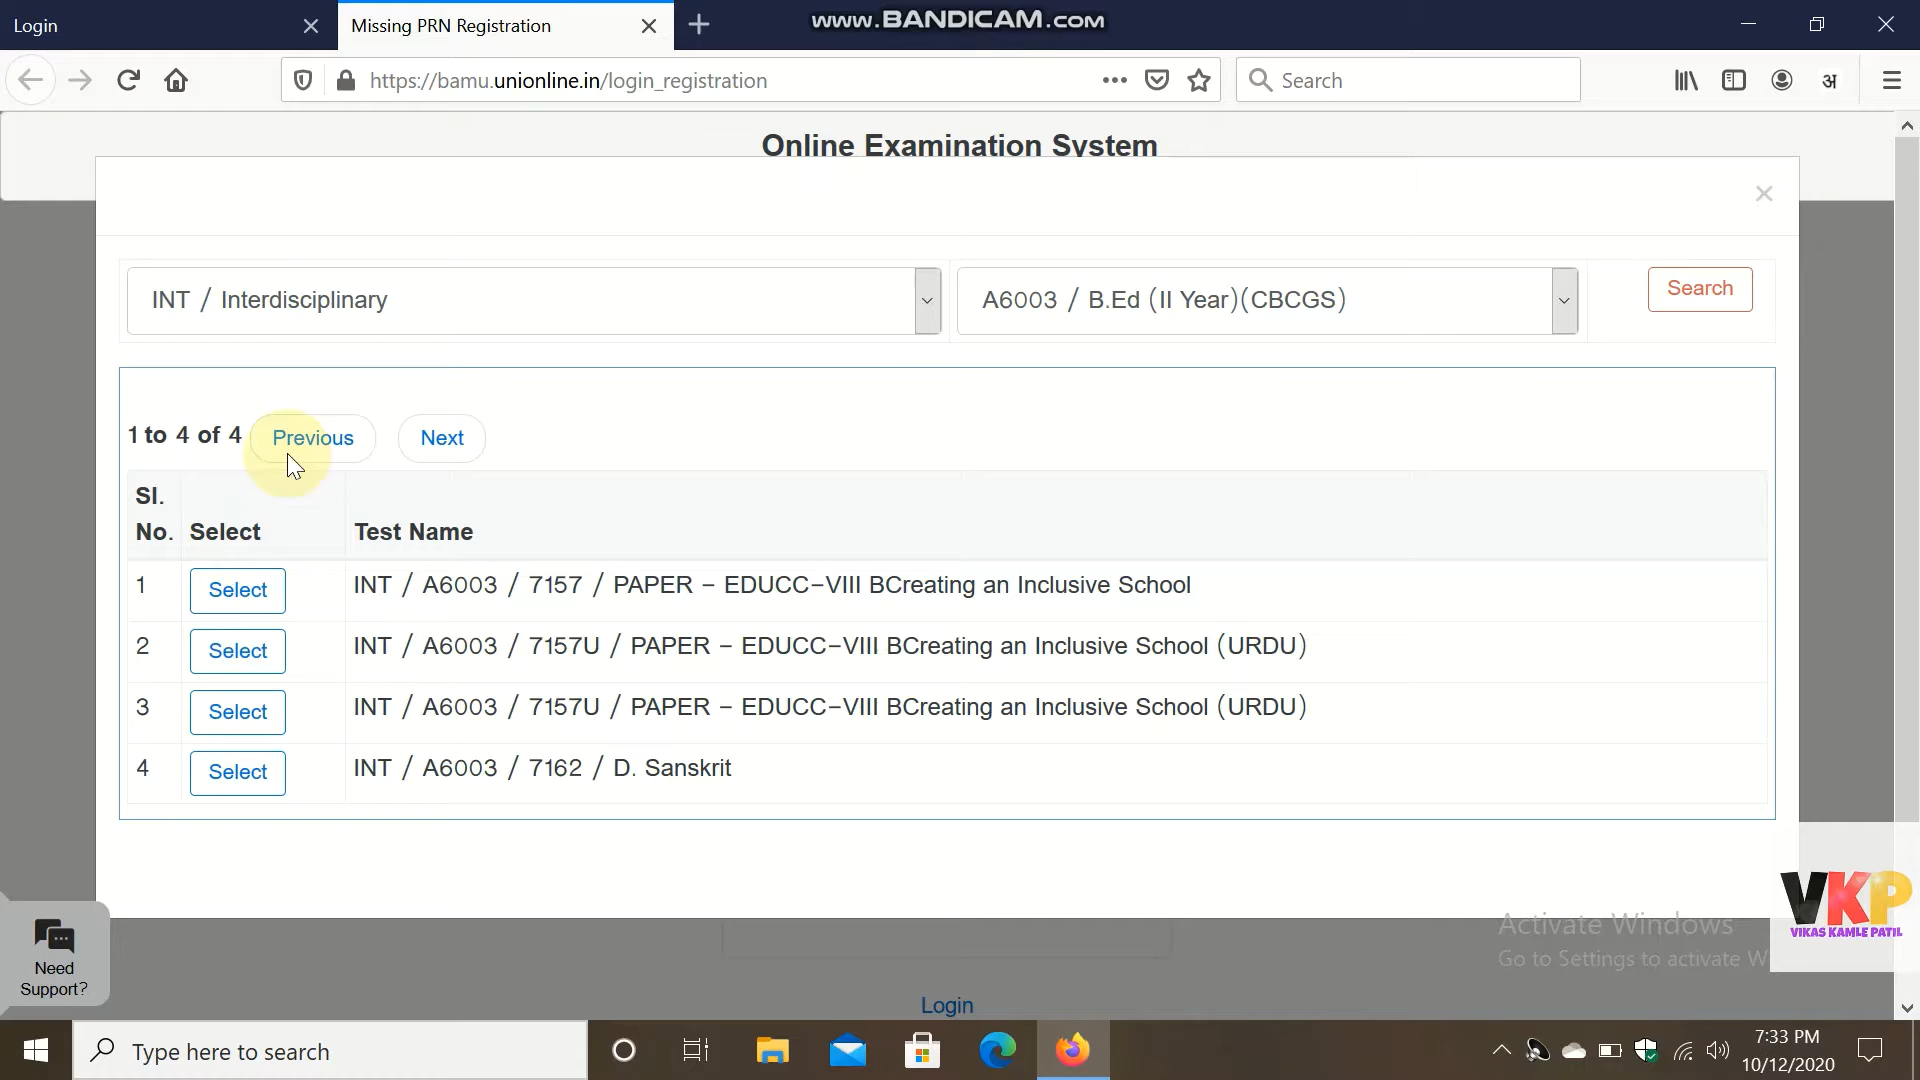 Login
Missing PRN Registration
www.BANDICAM.com
https://bamu.unionline.in/login_registration
Search
अ
Online Examination System
INT / Interdisciplinary
A6003 / B.Ed (II Year)(CBCGS)
Search
1 to 4 of 4 Previous Next
Sl.
No. Select Test Name
1 Select INT / A6003 / 7157 / PAPER - EDUCC-VIII BCreating an Inclusive School
2 Select INT / A6003 / 7157U / PAPER - EDUCC-VIII BCreating an Inclusive School (URDU)
3 Select INT / A6003 / 7157U / PAPER - EDUCC-VIII BCreating an Inclusive School (URDU)
4 Select INT / A6003 / 7162 / D. Sanskrit
VKP
VIKAS KAMLE PATIL
Activate Windows
Go to Settings to activate W
Need
Support?
Login
Type here to search
7:33 PM
10/12/2020